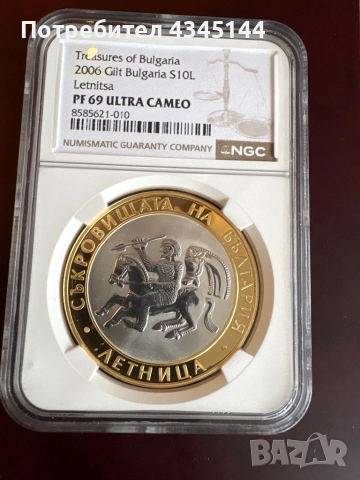 Потребител 4345144
Treasures of Bulgaria
2006 Gilt Bulgaria S10L
Letnitsa
PF 69 ULTRA CAMEO
8585621-010
NUMISMATIC GUARANTY COMPANY NGC
СЪКРОВИЩАТА НА БЪЛГАРИЯ
ЛЕТНИЦА
BAZAR